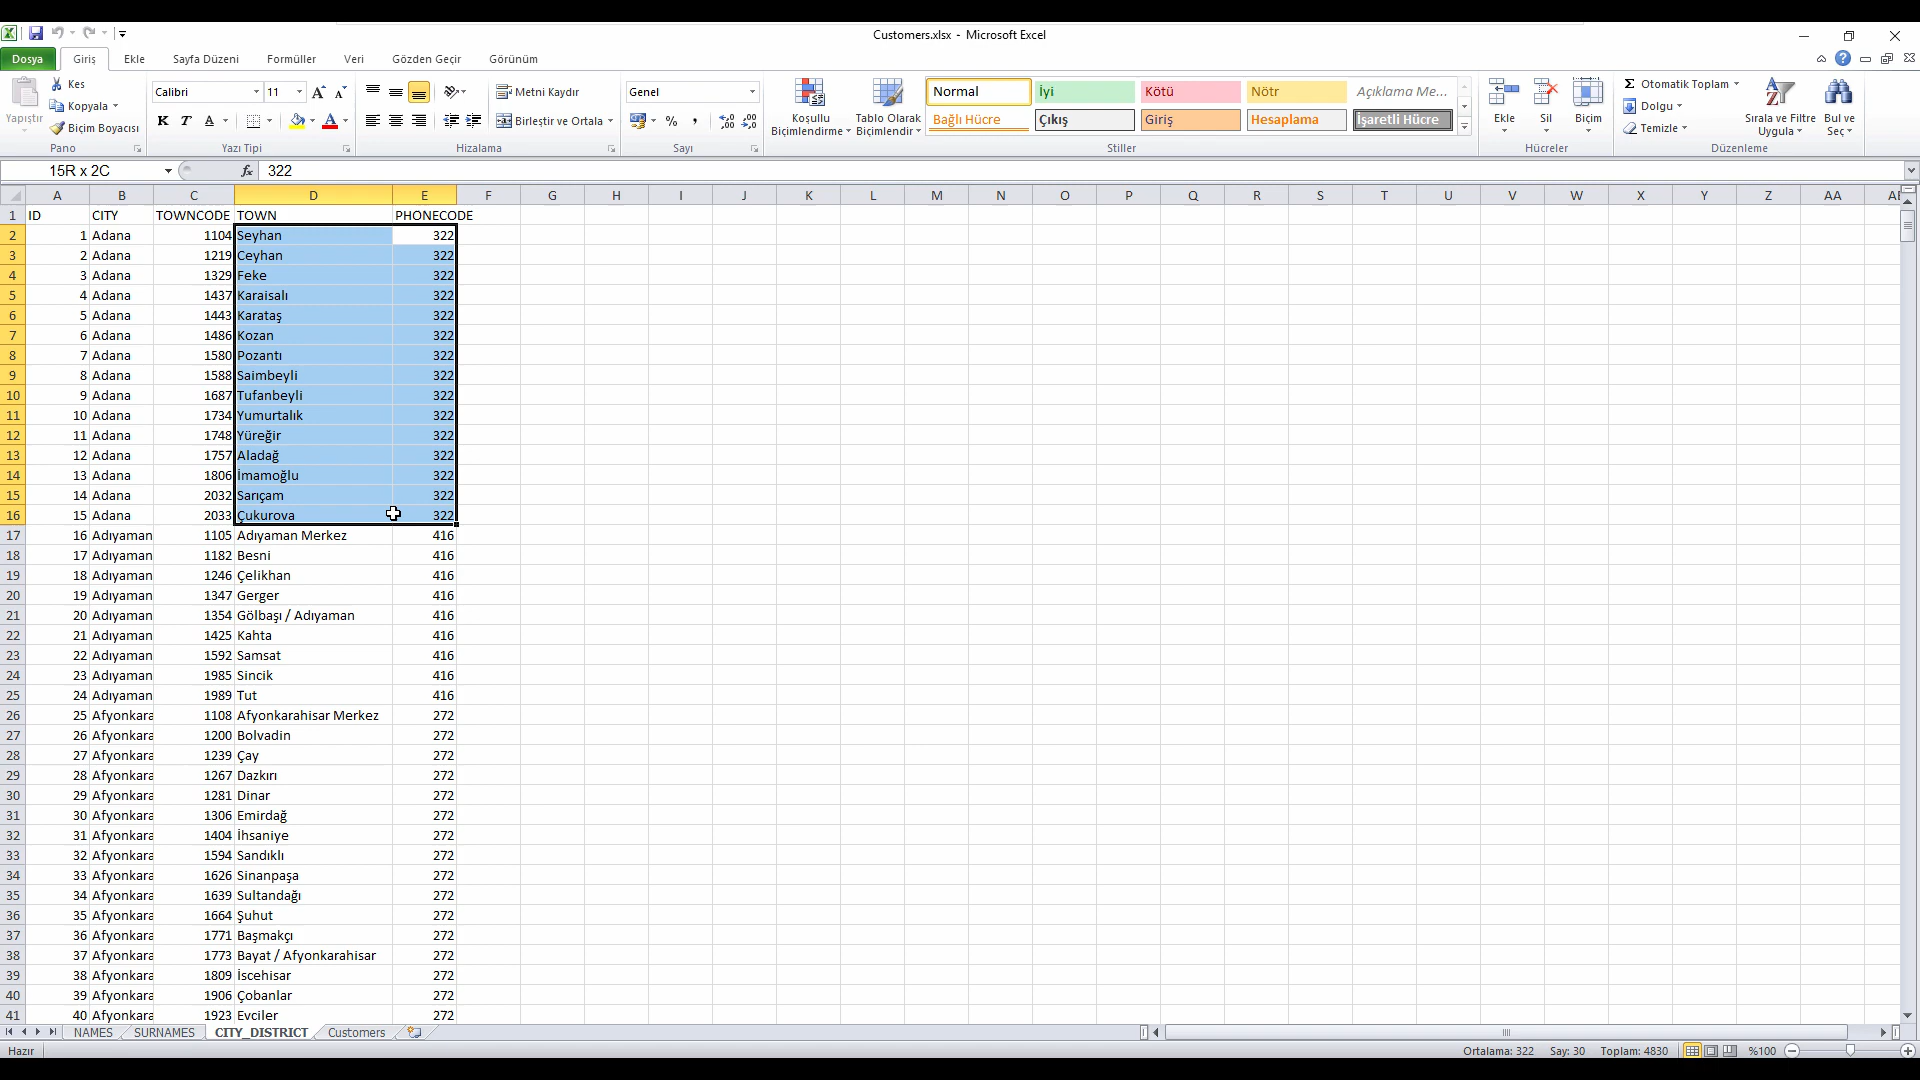 Customers.xlsx - Microsoft Excel
Dosya Giriş Ekle Sayfa Düzeni Formüller Veri Gözden Geçir Görünüm
Yapıştır
Kes
Kopyala
Biçim Boyacısı
Pano
Calibri 11
K T A
Yazı Tipi
Metni Kaydır
Birleştir ve Ortala
Hizalama
Genel
%
Sayı
Koşullu
Biçimlendirme
Tablo Olarak
Biçimlendir
Normal İyi Kötü Nötr Açıklama Me...
Bağlı Hücre Çıkış Giriş Hesaplama İşaretli Hücre
Stiller
Ekle Sil Biçim
Hücreler
Σ Otomatik Toplam
Dolgu
Temizle
Sırala ve Filtre
Uygula
Bul ve
Seç
Düzenleme
15R x 2C fx 322
A B C D E F G H I J K L M N O P Q R S T U V W X Y Z AA
1 ID CITY TOWNCODE TOWN PHONECODE
2 1 Adana 1104 Seyhan 322
3 2 Adana 1219 Ceyhan 322
4 3 Adana 1329 Feke 322
5 4 Adana 1437 Karaisalı 322
6 5 Adana 1443 Karataş 322
7 6 Adana 1486 Kozan 322
8 7 Adana 1580 Pozantı 322
9 8 Adana 1588 Saimbeyli 322
10 9 Adana 1687 Tufanbeyli 322
11 10 Adana 1734 Yumurtalık 322
12 11 Adana 1748 Yüreğir 322
13 12 Adana 1757 Aladağ 322
14 13 Adana 1806 İmamoğlu 322
15 14 Adana 2032 Sarıçam 322
16 15 Adana 2033 Çukurova 322
17 16 Adıyaman 1105 Adıyaman Merkez 416
18 17 Adıyaman 1182 Besni 416
19 18 Adıyaman 1246 Çelikhan 416
20 19 Adıyaman 1347 Gerger 416
21 20 Adıyaman 1354 Gölbaşı / Adıyaman 416
22 21 Adıyaman 1425 Kahta 416
23 22 Adıyaman 1592 Samsat 416
24 23 Adıyaman 1985 Sincik 416
25 24 Adıyaman 1989 Tut 416
26 25 Afyonkara 1108 Afyonkarahisar Merkez 272
27 26 Afyonkara 1200 Bolvadin 272
28 27 Afyonkara 1239 Çay 272
29 28 Afyonkara 1267 Dazkırı 272
30 29 Afyonkara 1281 Dinar 272
31 30 Afyonkara 1306 Emirdağ 272
32 31 Afyonkara 1404 İhsaniye 272
33 32 Afyonkara 1594 Sandıklı 272
34 33 Afyonkara 1626 Sinanpaşa 272
35 34 Afyonkara 1639 Sultandağı 272
36 35 Afyonkara 1664 Şuhut 272
37 36 Afyonkara 1771 Başmakçı 272
38 37 Afyonkara 1773 Bayat / Afyonkarahisar 272
39 38 Afyonkara 1809 İscehisar 272
40 39 Afyonkara 1906 Çobanlar 272
41 40 Afyonkara 1923 Evciler 272
NAMES SURNAMES CITY_DISTRICT Customers
Hazır Ortalama: 322 Say: 30 Toplam: 4830 %100